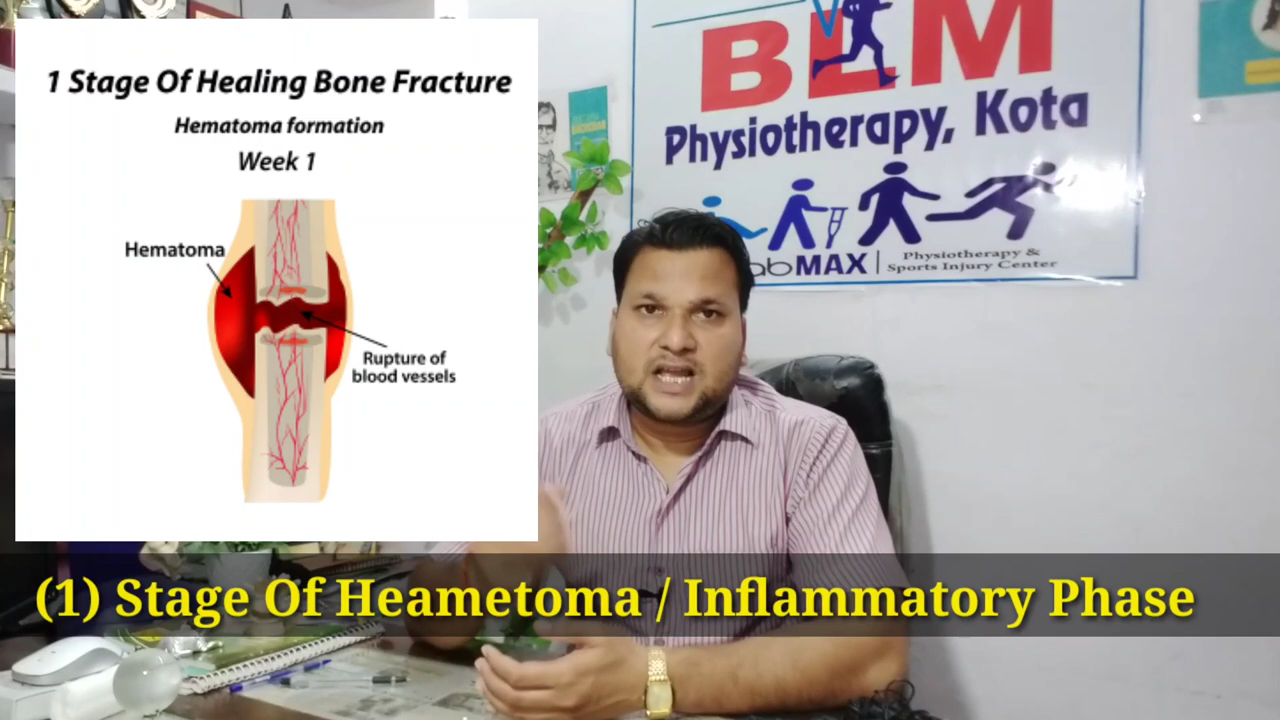 1 Stage Of Healing Bone Fracture
Hematoma formation
Week 1
Hematoma
Rupture of
blood vessels
BLM
Physiotherapy, Kota
abMAX | Physiotherapy &
Sports Injury Center
(1) Stage Of Heametoma / Inflammatory Phase